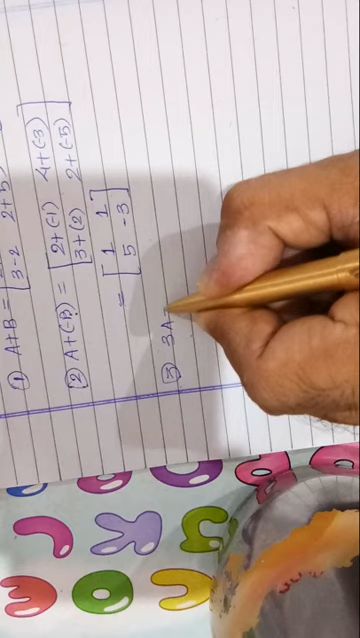 ① A+B = [
3-2 2+5
② A+(-B) = [2+(-1) 4+(-3)
3+(2) 2+(-5)]
= [1 1
5 -3]
③ 3A-